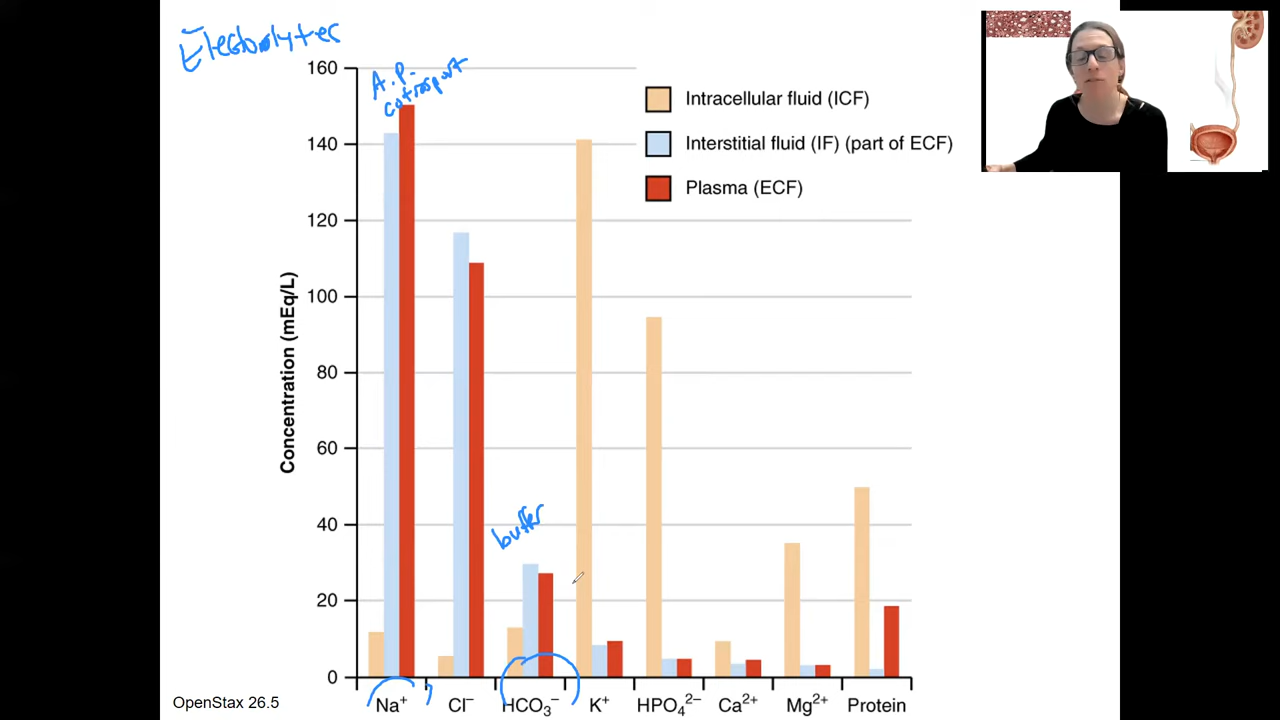 Electrolytes
A.P.
cotrasport
160
140
120
100
80
60
40
20
0
Concentration (mEq/L)
Intracellular fluid (ICF)
Interstitial fluid (IF) (part of ECF)
Plasma (ECF)
buffer
Na⁺ Cl⁻ HCO₃⁻ K⁺ HPO₄²⁻ Ca²⁺ Mg²⁺ Protein
OpenStax 26.5